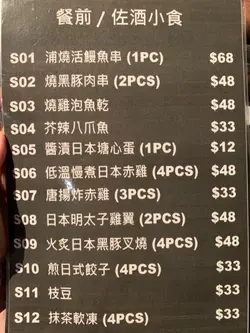 餐前 / 佐酒小食
S01 浦燒活鰻魚串 (1PC) $68
S02 燒黑豚肉串 (2PCS) $48
S03 燒雞泡魚乾 $48
S04 芥辣八爪魚 $33
S05 醬漬日本塘心蛋 (1PC) $12
S06 低溫慢煮日本赤雞 (4PCS) $48
S07 唐揚炸赤雞 (3PCS) $33
S08 日本明太子雞翼 (2PCS) $48
S09 火炙日本黑豚叉燒 (4PCS) $48
S10 煎日式餃子 (4PCS) $33
S11 枝豆 $33
S12 抹茶軟凍 (4PCS) $33